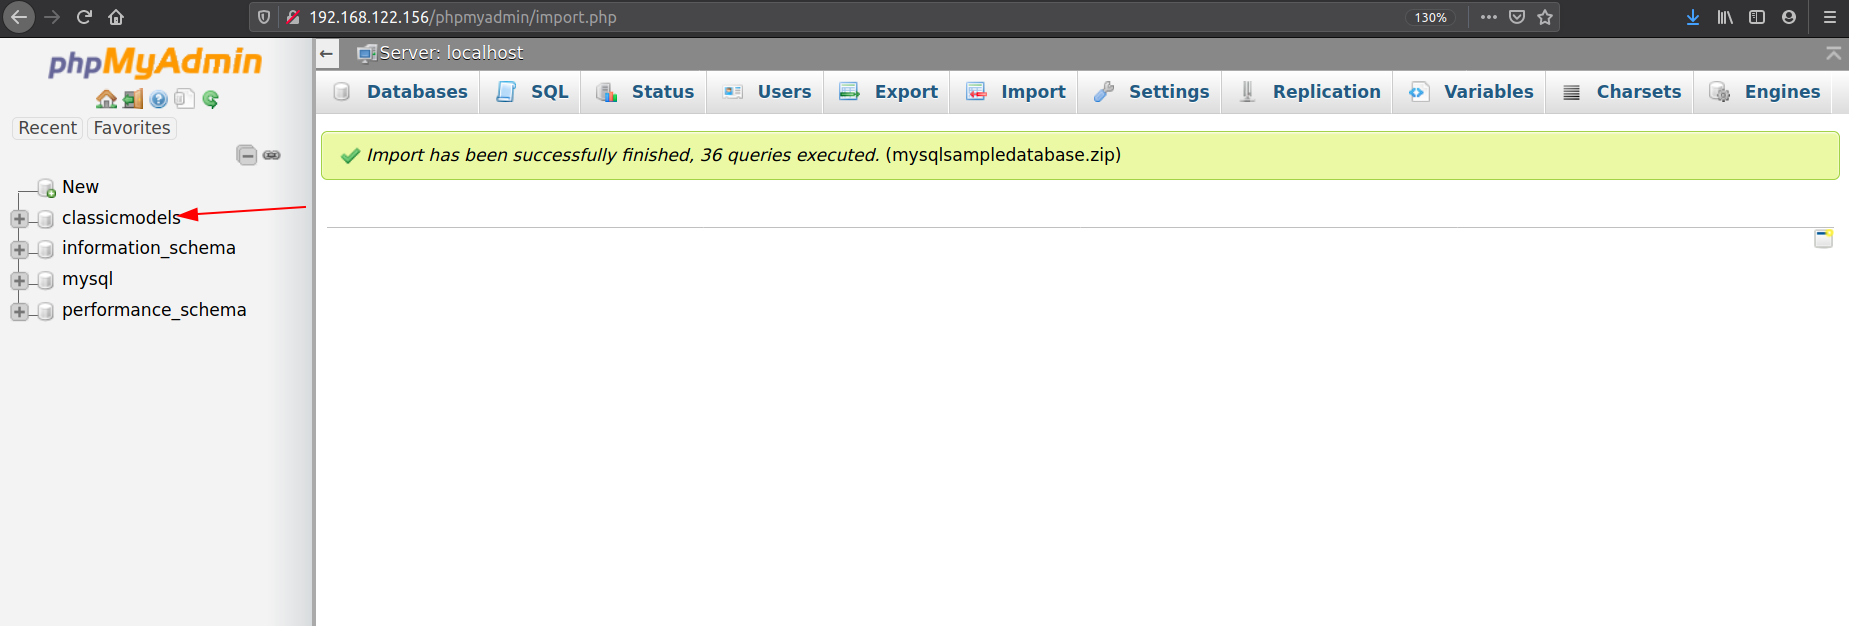 192.168.122.156/phpmyadmin/import.php 130%
phpMyAdmin
Recent Favorites
New
classicmodels
information_schema
mysql
performance_schema
Server: localhost
Databases SQL Status Users Export Import Settings Replication Variables Charsets Engines
Import has been successfully finished, 36 queries executed. (mysqlsampledatabase.zip)